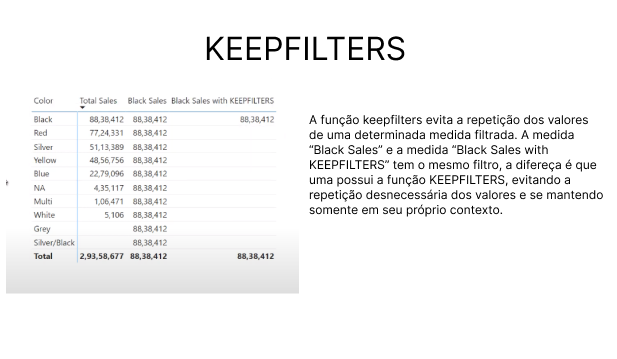 KEEPFILTERS
Color Total Sales Black Sales Black Sales with KEEPFILTERS
Black 88,38,412 88,38,412 88,38,412
Red 77,24,331 88,38,412
Silver 51,13,389 88,38,412
Yellow 48,56,756 88,38,412
Blue 22,79,096 88,38,412
NA 4,35,117 88,38,412
Multi 1,06,471 88,38,412
White 5,106 88,38,412
Grey 88,38,412
Silver/Black 88,38,412
Total 2,93,58,677 88,38,412 88,38,412
A função keepfilters evita a repetição dos valores
de uma determinada medida filtrada. A medida
“Black Sales” e a medida “Black Sales with
KEEPFILTERS” tem o mesmo filtro, a difereça é que
uma possui a função KEEPFILTERS, evitando a
repetição desnecessária dos valores e se mantendo
somente em seu próprio contexto.